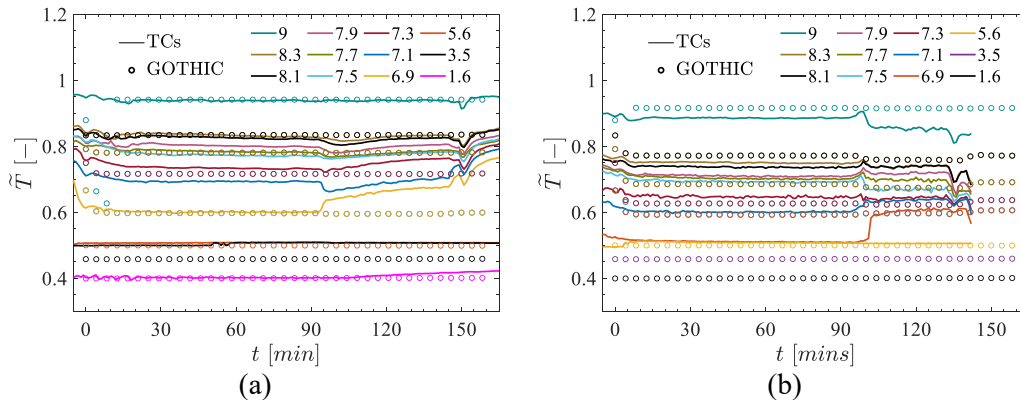 1.2
1
0.8
0.6
0.4
T̃ [−]
TCs
GOTHIC
9 7.9 7.3 5.6
8.3 7.7 7.1 3.5
8.1 7.5 6.9 1.6
0 30 60 90 120 150
t [min]
(a)
1.2
1
0.8
0.6
0.4
T̃ [−]
TCs
GOTHIC
9 7.9 7.3 5.6
8.3 7.7 7.1 3.5
8.1 7.5 6.9 1.6
0 30 60 90 120 150
t [mins]
(b)